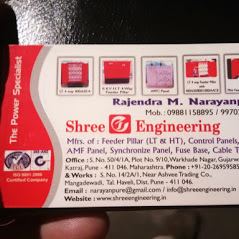 The Power Specialist
AMF Panel
Rajendra M. Narayanp
Mob.: 09881158895 / 9970
Shree Engineering
Mfrs. of : Feeder Pillar (LT & HT), Control Panels,
AMF Panel, Synchronize Panel, Fuse Base, Cable T
Office : S. No. 50/4/1A, Plot No. 9/10, Warkhade Nagar, Gujarw
Katraj, Pune - 411 046. Maharashtra. Phone : +91-20-26959585
& Works : S. No. 14/2A/1, Near Ashvee Trading Co.,
Mangadewadi, Tal. Haveli, Dist. Pune - 411 046.
Email : narayanpure@gmail.com / info@shreeengineering.in
Website : www.shreeengineering.in
ISO 9001:2008
Certified Company